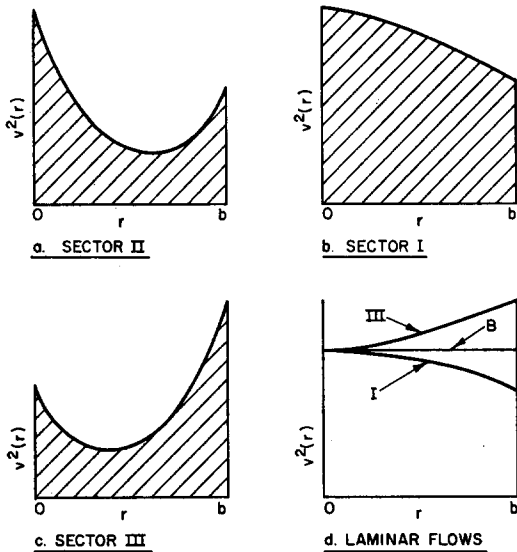 v²(r)
O r b
a. SECTOR II
v²(r)
O r b
b. SECTOR I
v²(r)
O r b
c. SECTOR III
III
B
I
v²(r)
O r b
d. LAMINAR FLOWS